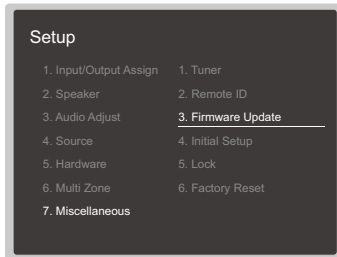 Setup
1. Input/Output Assign
2. Speaker
3. Audio Adjust
4. Source
5. Hardware
6. Multi Zone
7. Miscellaneous
1. Tuner
2. Remote ID
3. Firmware Update
4. Initial Setup
5. Lock
6. Factory Reset